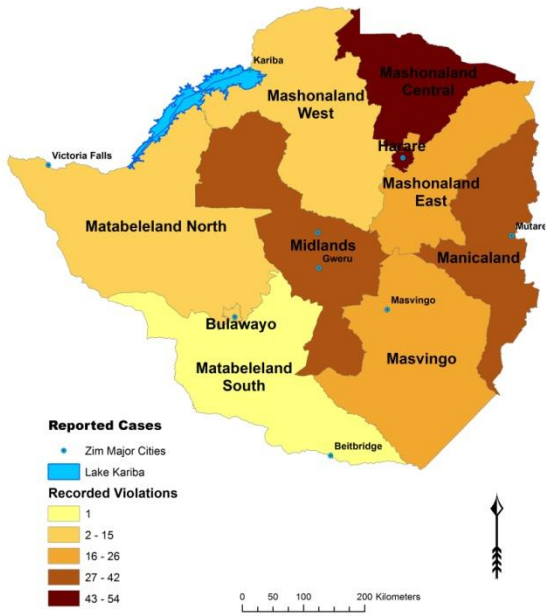 Kariba
Mashonaland
Central
Mashonaland
West
Harare
Victoria Falls
Mashonaland
East
Matabeleland North
Mutare
Midlands
Gweru
Manicaland
Masvingo
Bulawayo
Masvingo
Matabeleland
South
Reported Cases
Zim Major Cities
Beitbridge
Lake Kariba
Recorded Violations
1
2 - 15
16 - 26
27 - 42
43 - 54
0 50 100 200 Kilometers